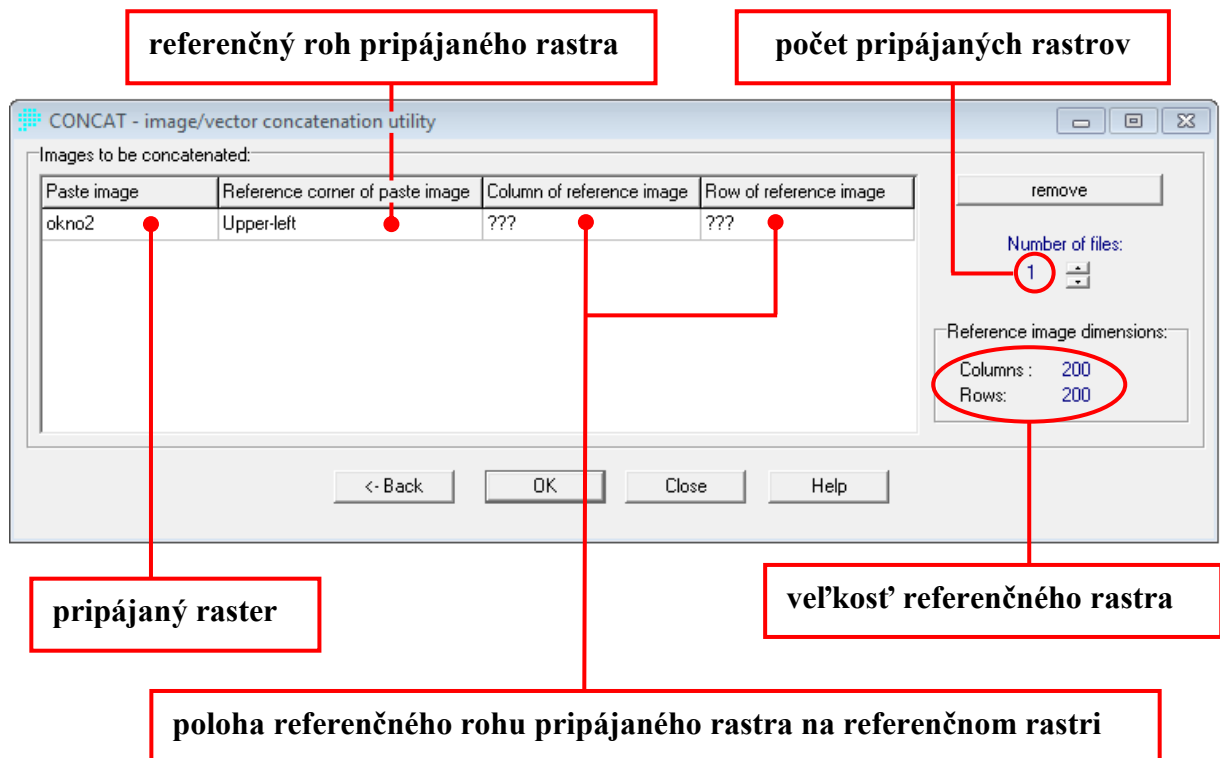 referenčný roh pripájaného rastra
počet pripájaných rastrov
CONCAT - image/vector concatenation utility
Images to be concatenated:
Paste image Reference corner of paste image Column of reference image Row of reference image
okno2 Upper-left ??? ???
remove
Number of files:
1
Reference image dimensions:
Columns : 200
Rows: 200
<- Back OK Close Help
pripájaný raster
veľkosť referenčného rastra
poloha referenčného rohu pripájaného rastra na referenčnom rastri